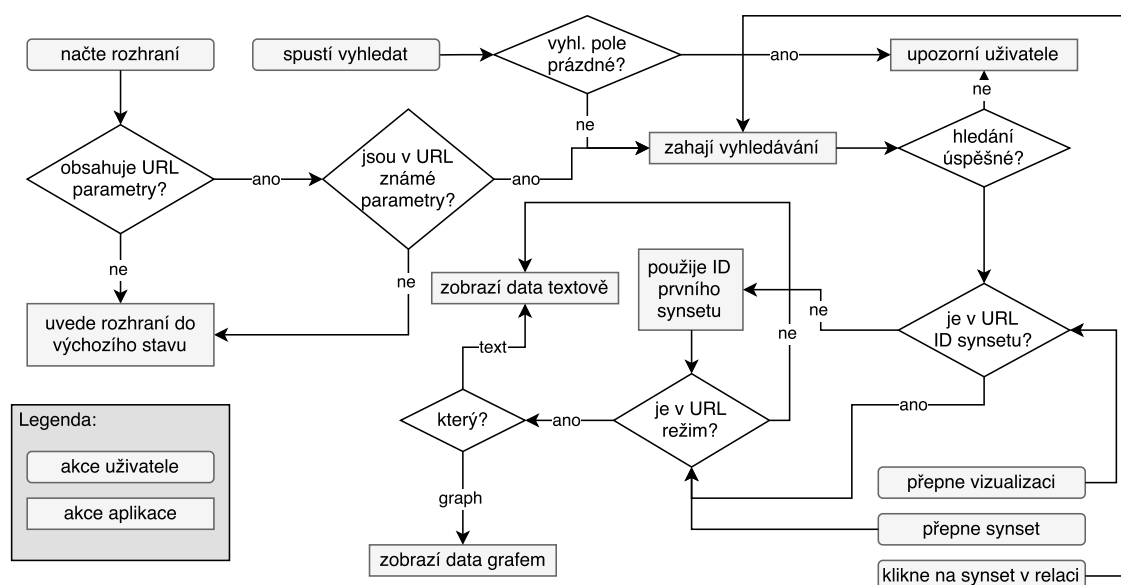 načte rozhraní
spustí vyhledat
vyhl. pole
prázdné?
ano
upozorní uživatele
ne
ne
obsahuje URL
parametry?
ano
jsou v URL
známé
parametry?
ano
zahají vyhledávání
hledání
úspěšné?
ne
ne
uvede rozhraní do
výchozího stavu
zobrazí data textově
použije ID
prvního
synsetu
ne
ne
je v URL
ID synsetu?
text
který?
ano
je v URL
režim?
ano
Legenda:
akce uživatele
akce aplikace
graph
zobrazí data grafem
přepne vizualizaci
přepne synset
klikne na synset v relaci